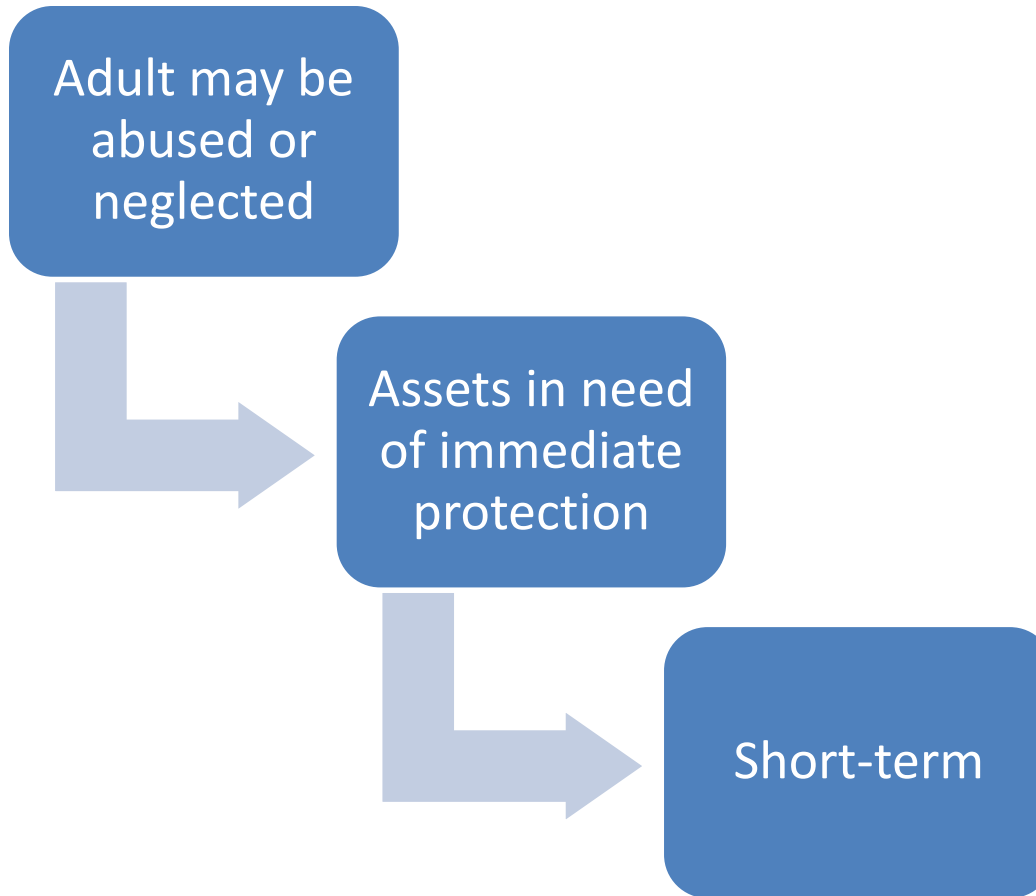 Adult may be
abused or
neglected
Assets in need
of immediate
protection
Short-term